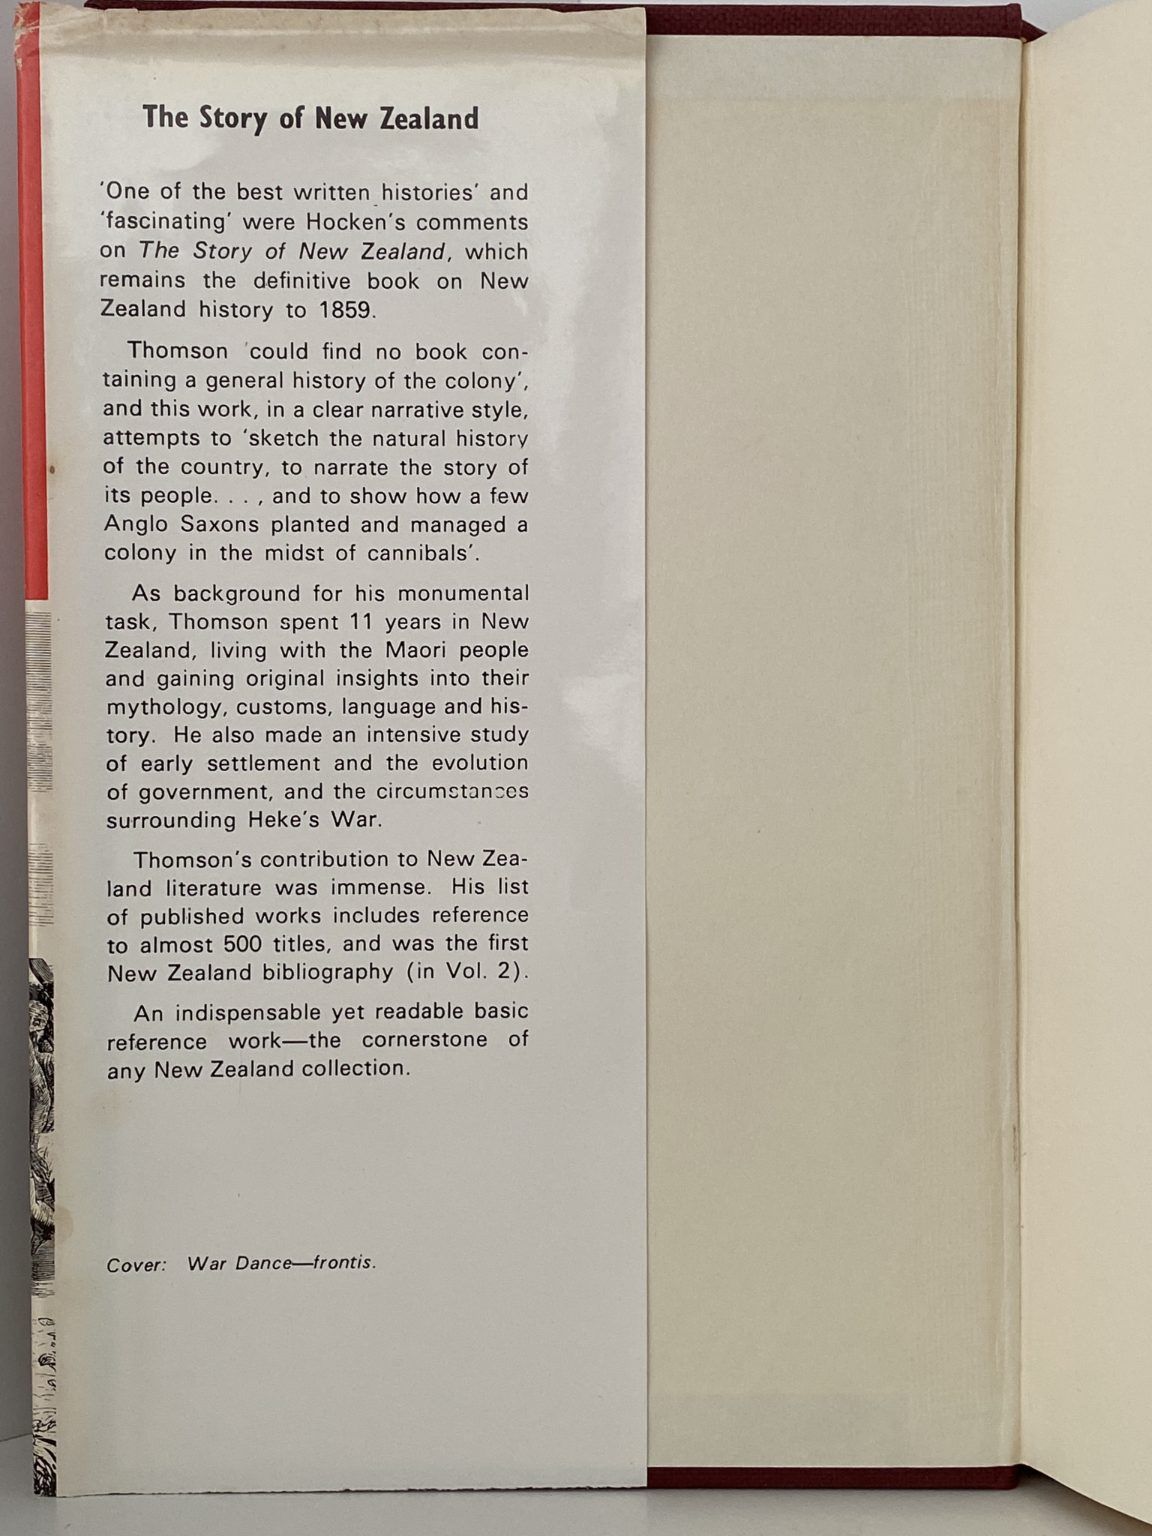 The Story of New Zealand
‘One of the best written histories’ and
‘fascinating’ were Hocken’s comments
on The Story of New Zealand, which
remains the definitive book on New
Zealand history to 1859.
Thomson ‘could find no book con-
taining a general history of the colony’,
and this work, in a clear narrative style,
attempts to ‘sketch the natural history
of the country, to narrate the story of
its people. . . , and to show how a few
Anglo Saxons planted and managed a
colony in the midst of cannibals’.
As background for his monumental
task, Thomson spent 11 years in New
Zealand, living with the Maori people
and gaining original insights into their
mythology, customs, language and his-
tory. He also made an intensive study
of early settlement and the evolution
of government, and the circumstances
surrounding Heke’s War.
Thomson’s contribution to New Zea-
land literature was immense. His list
of published works includes reference
to almost 500 titles, and was the first
New Zealand bibliography (in Vol. 2).
An indispensable yet readable basic
reference work—the cornerstone of
any New Zealand collection.
Cover: War Dance—frontis.